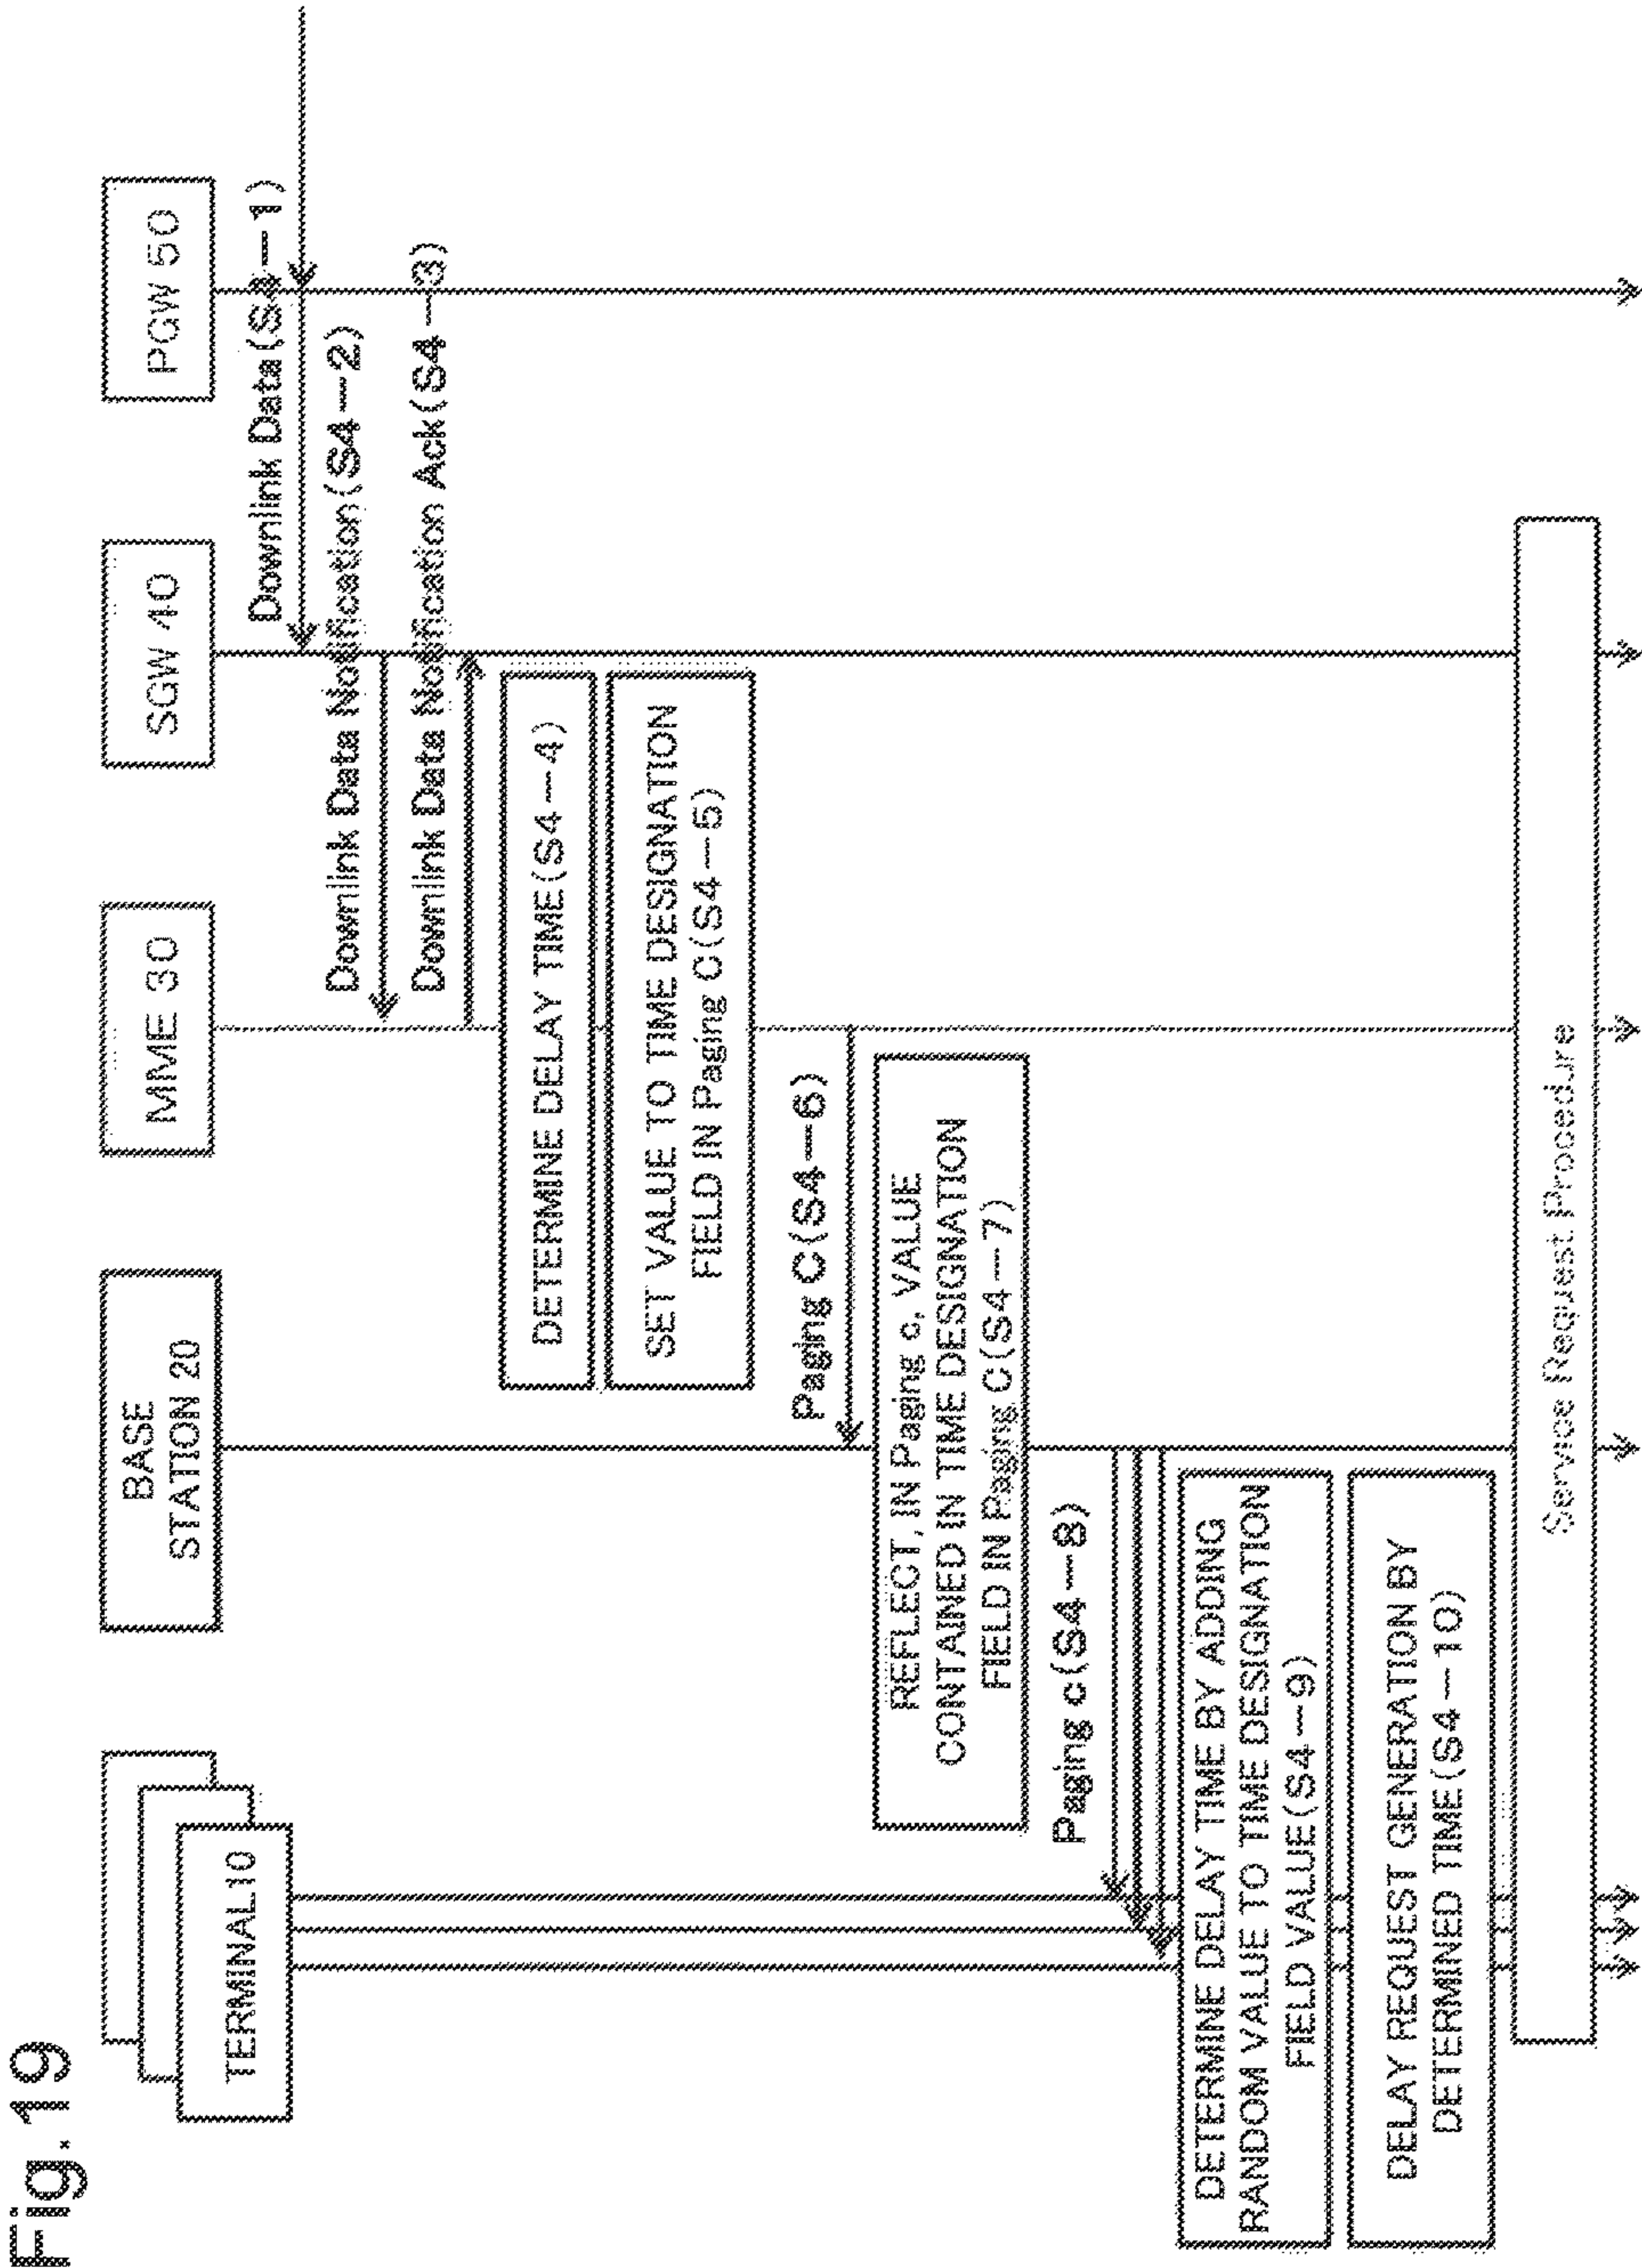 Fig.19
TERMINAL10
BASE
STATION 20
MME 30
SGW 40
PGW 50
Downlink Data(S4－1)
Downlink Data Notification(S4－2)
Downlink Data Notification Ack(S4－3)
DETERMINE DELAY TIME(S4－4)
SET VALUE TO TIME DESIGNATION
FIELD IN Paging C(S4－5)
Paging C(S4－6)
REFLECT, IN Paging c, VALUE
CONTAINED IN TIME DESIGNATION
FIELD IN Paging C(S4－7)
Paging c(S4－8)
DETERMINE DELAY TIME BY ADDING
RANDOM VALUE TO TIME DESIGNATION
FIELD VALUE(S4－9)
DELAY REQUEST GENERATION BY
DETERMINED TIME(S4－10)
Service Request Procedure